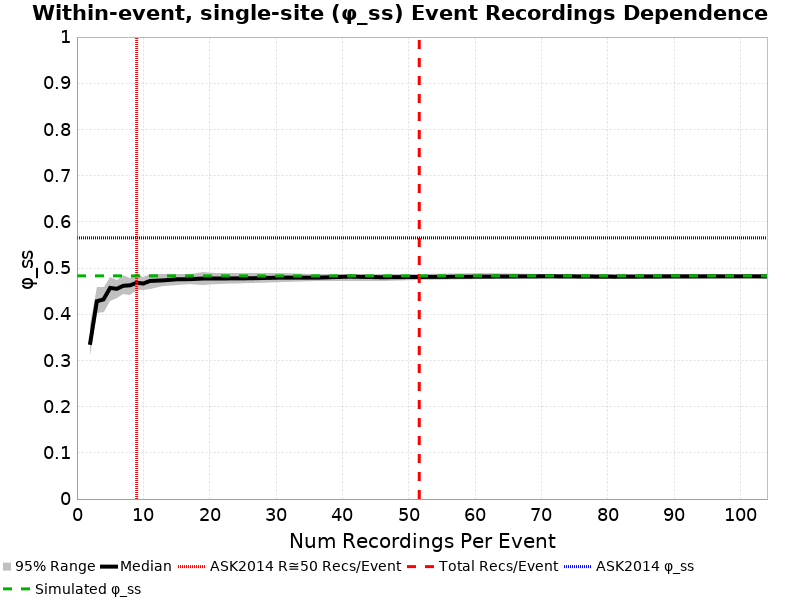 Within-event, single-site (φ_ss) Event Recordings Dependence
1
0.9
0.8
0.7
0.6
0.5
0.4
0.3
0.2
0.1
0
φ_ss
0 10 20 30 40 50 60 70 80 90 100
Num Recordings Per Event
95% Range Median ASK2014 R≅50 Recs/Event Total Recs/Event ASK2014 φ_ss
Simulated φ_ss